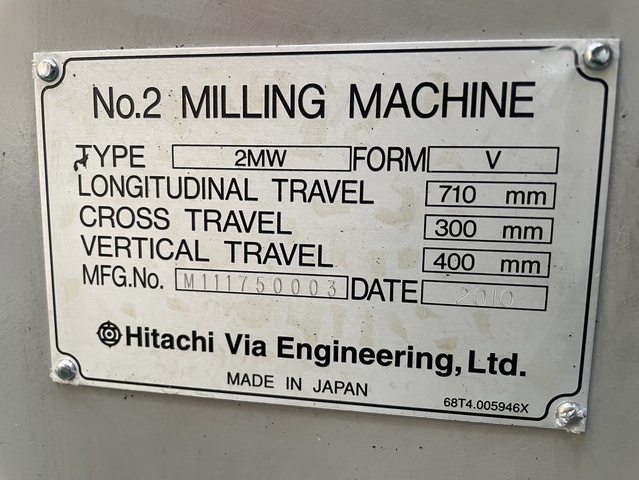 No.2 MILLING MACHINE
TYPE 2MW FORM V
LONGITUDINAL TRAVEL 710 mm
CROSS TRAVEL 300 mm
VERTICAL TRAVEL 400 mm
MFG.No. M111750003 DATE 2010
Hitachi Via Engineering, Ltd.
MADE IN JAPAN
68T4.005946X